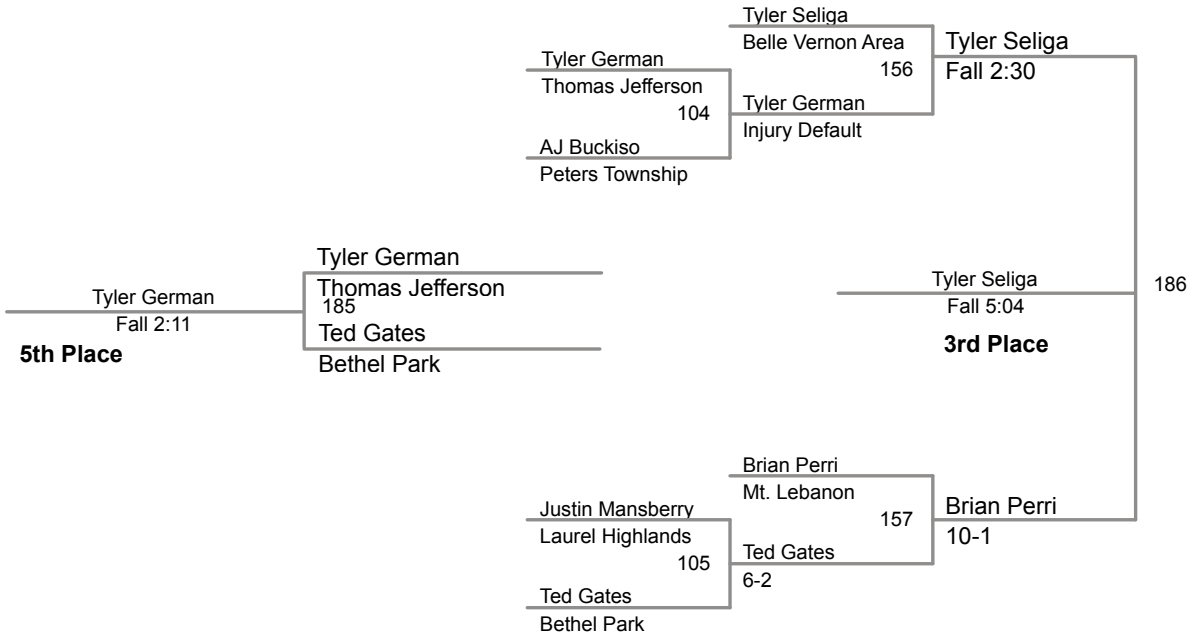 Tyler Seliga
Belle Vernon Area
156
Tyler Seliga
Fall 2:30
Tyler German
Thomas Jefferson
104
Tyler German
Injury Default
AJ Buckiso
Peters Township
Tyler German
Thomas Jefferson
185
Ted Gates
Bethel Park
Tyler German
Fall 2:11
5th Place
Tyler Seliga
Fall 5:04
3rd Place
186
Brian Perri
Mt. Lebanon
157
Brian Perri
10-1
Justin Mansberry
Laurel Highlands
105
Ted Gates
6-2
Ted Gates
Bethel Park